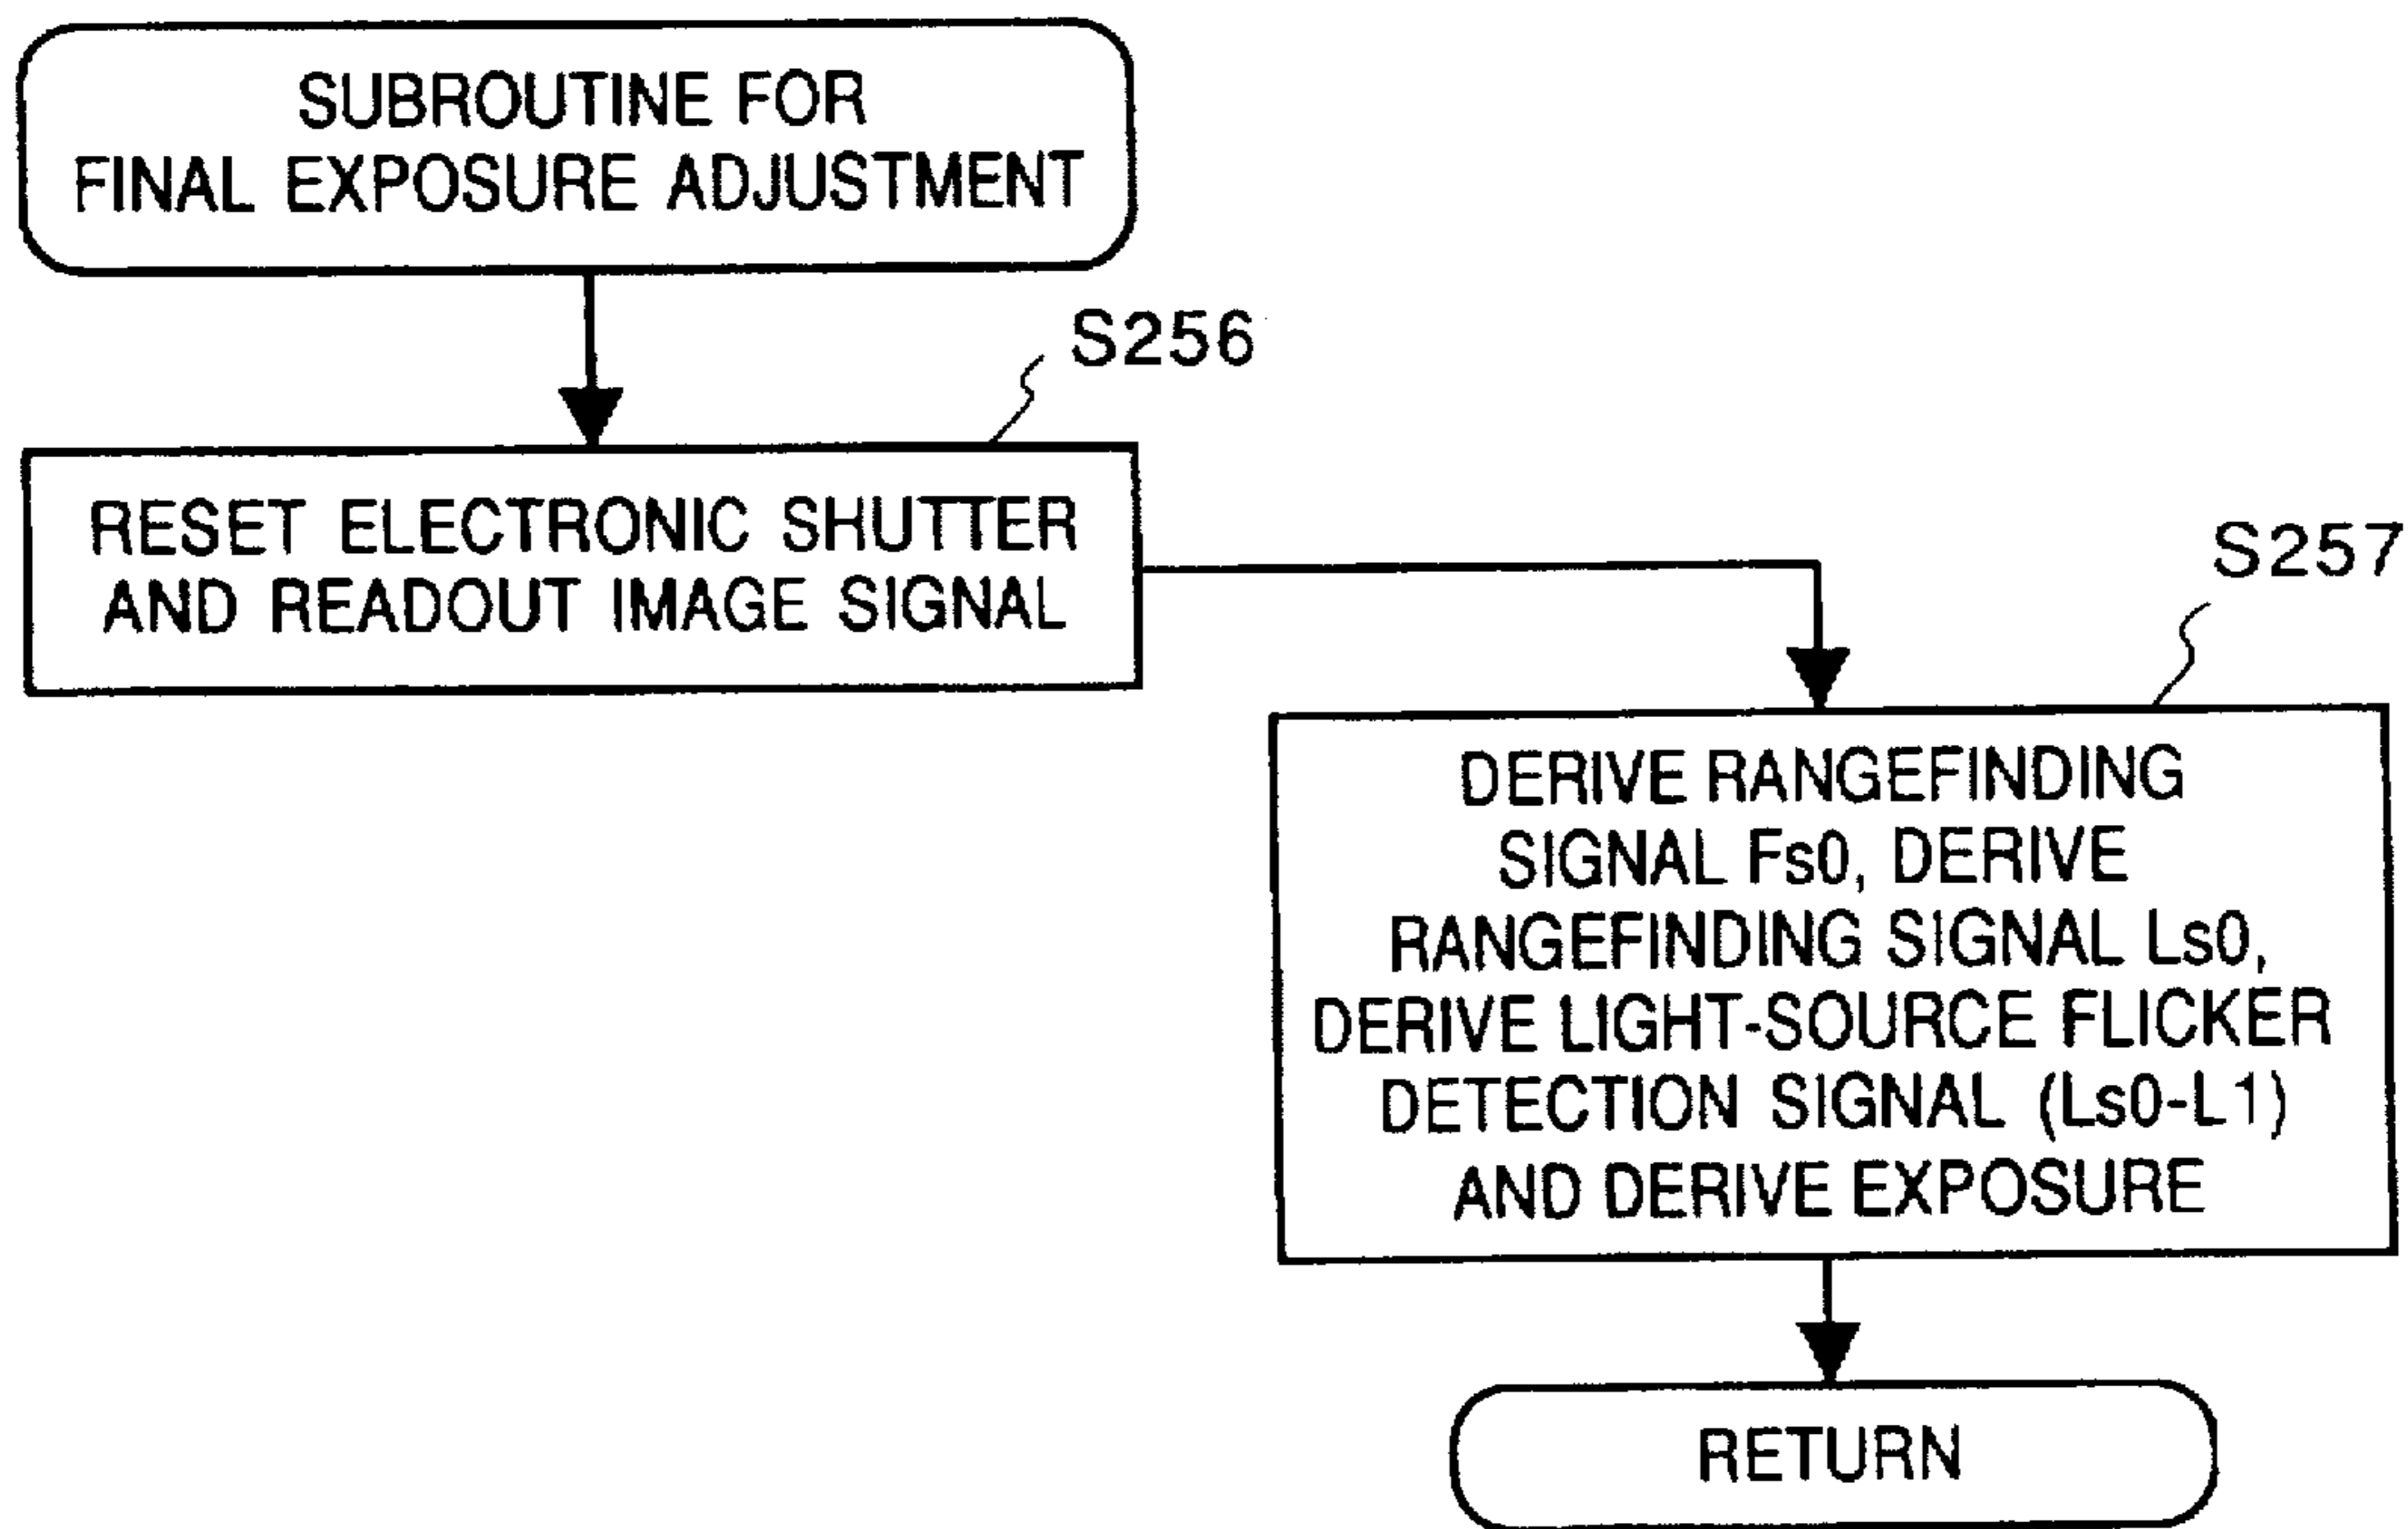 SUBROUTINE FOR
FINAL EXPOSURE ADJUSTMENT
S256
RESET ELECTRONIC SHUTTER
AND READOUT IMAGE SIGNAL
S257
DERIVE RANGEFINDING
SIGNAL Fs0, DERIVE
RANGEFINDING SIGNAL Ls0,
DERIVE LIGHT-SOURCE FLICKER
DETECTION SIGNAL (Ls0-L1)
AND DERIVE EXPOSURE
RETURN